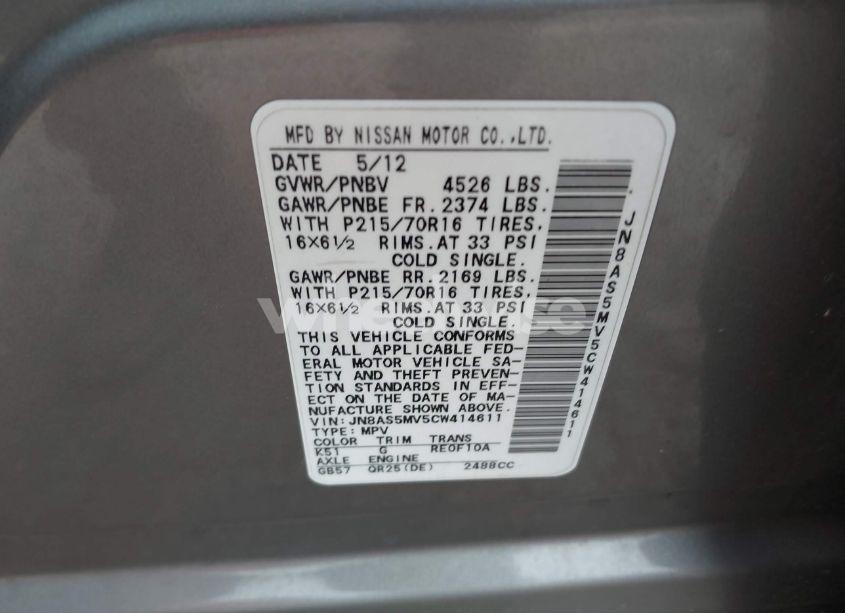 MFD BY NISSAN MOTOR CO.,LTD.
DATE 5/12
GVWR/PNBV 4526 LBS.
GAWR/PNBE FR. 2374 LBS.
WITH P215/70R16 TIRES,
16X6½ RIMS. AT 33 PSI
COLD SINGLE.
GAWR/PNBE RR. 2169 LBS.
WITH P215/70R16 TIRES,
16X6½ RIMS. AT 33 PSI
COLD SINGLE.
THIS VEHICLE CONFORMS
TO ALL APPLICABLE FED-
ERAL MOTOR VEHICLE SA-
FETY AND THEFT PREVEN-
TION STANDARDS IN EFF-
ECT ON THE DATE OF MA-
NUFACTURE SHOWN ABOVE.
VIN: JN8AS5MV5CW414611
TYPE: MPV
COLOR TRIM TRANS
K51 G RE0F10A
AXLE ENGINE
GB57 QR25(DE) 2488CC
JN8AS5MV5CW414611